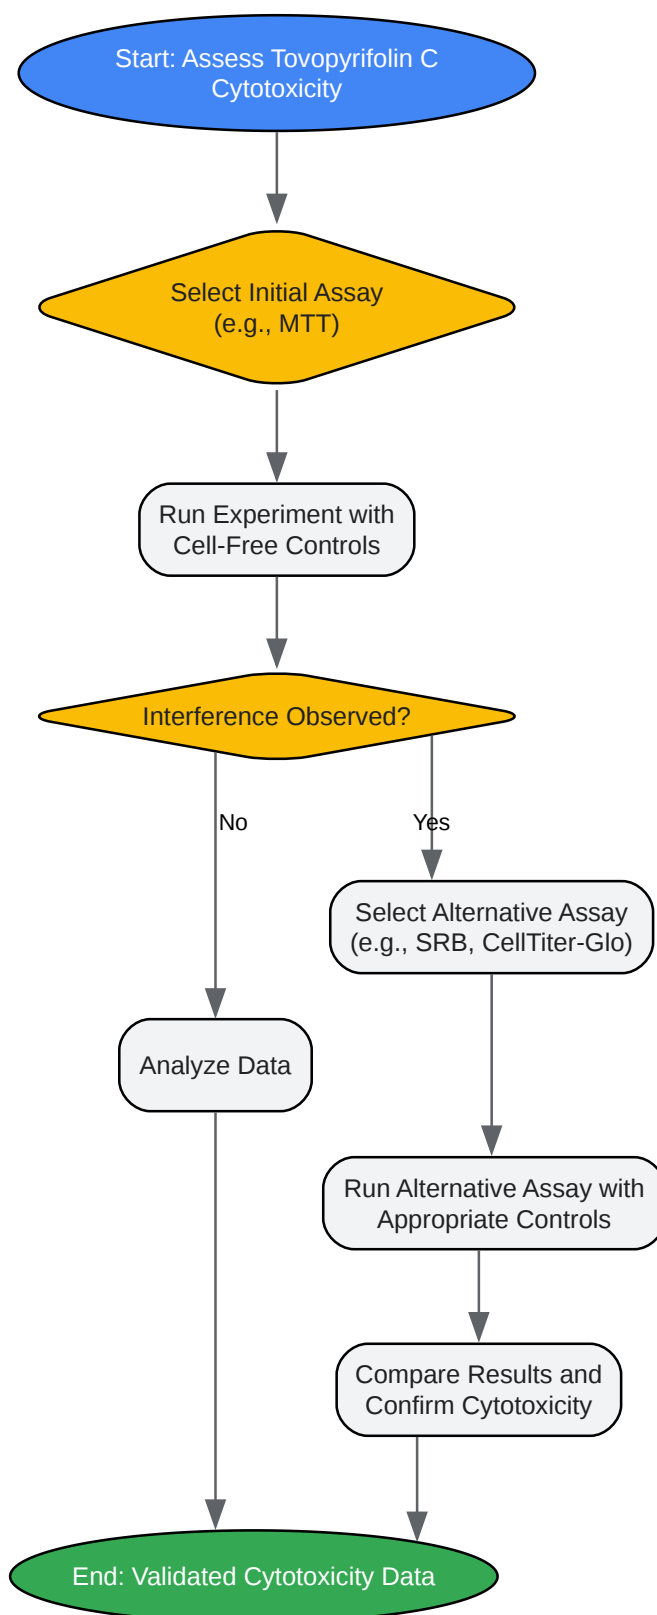 Start: Assess Tovopyrifolin C
Cytotoxicity
Select Initial Assay
(e.g., MTT)
Run Experiment with
Cell-Free Controls
Interference Observed?
No
Yes
Select Alternative Assay
(e.g., SRB, CellTiter-Glo)
Analyze Data
Run Alternative Assay with
Appropriate Controls
Compare Results and
Confirm Cytotoxicity
End: Validated Cytotoxicity Data